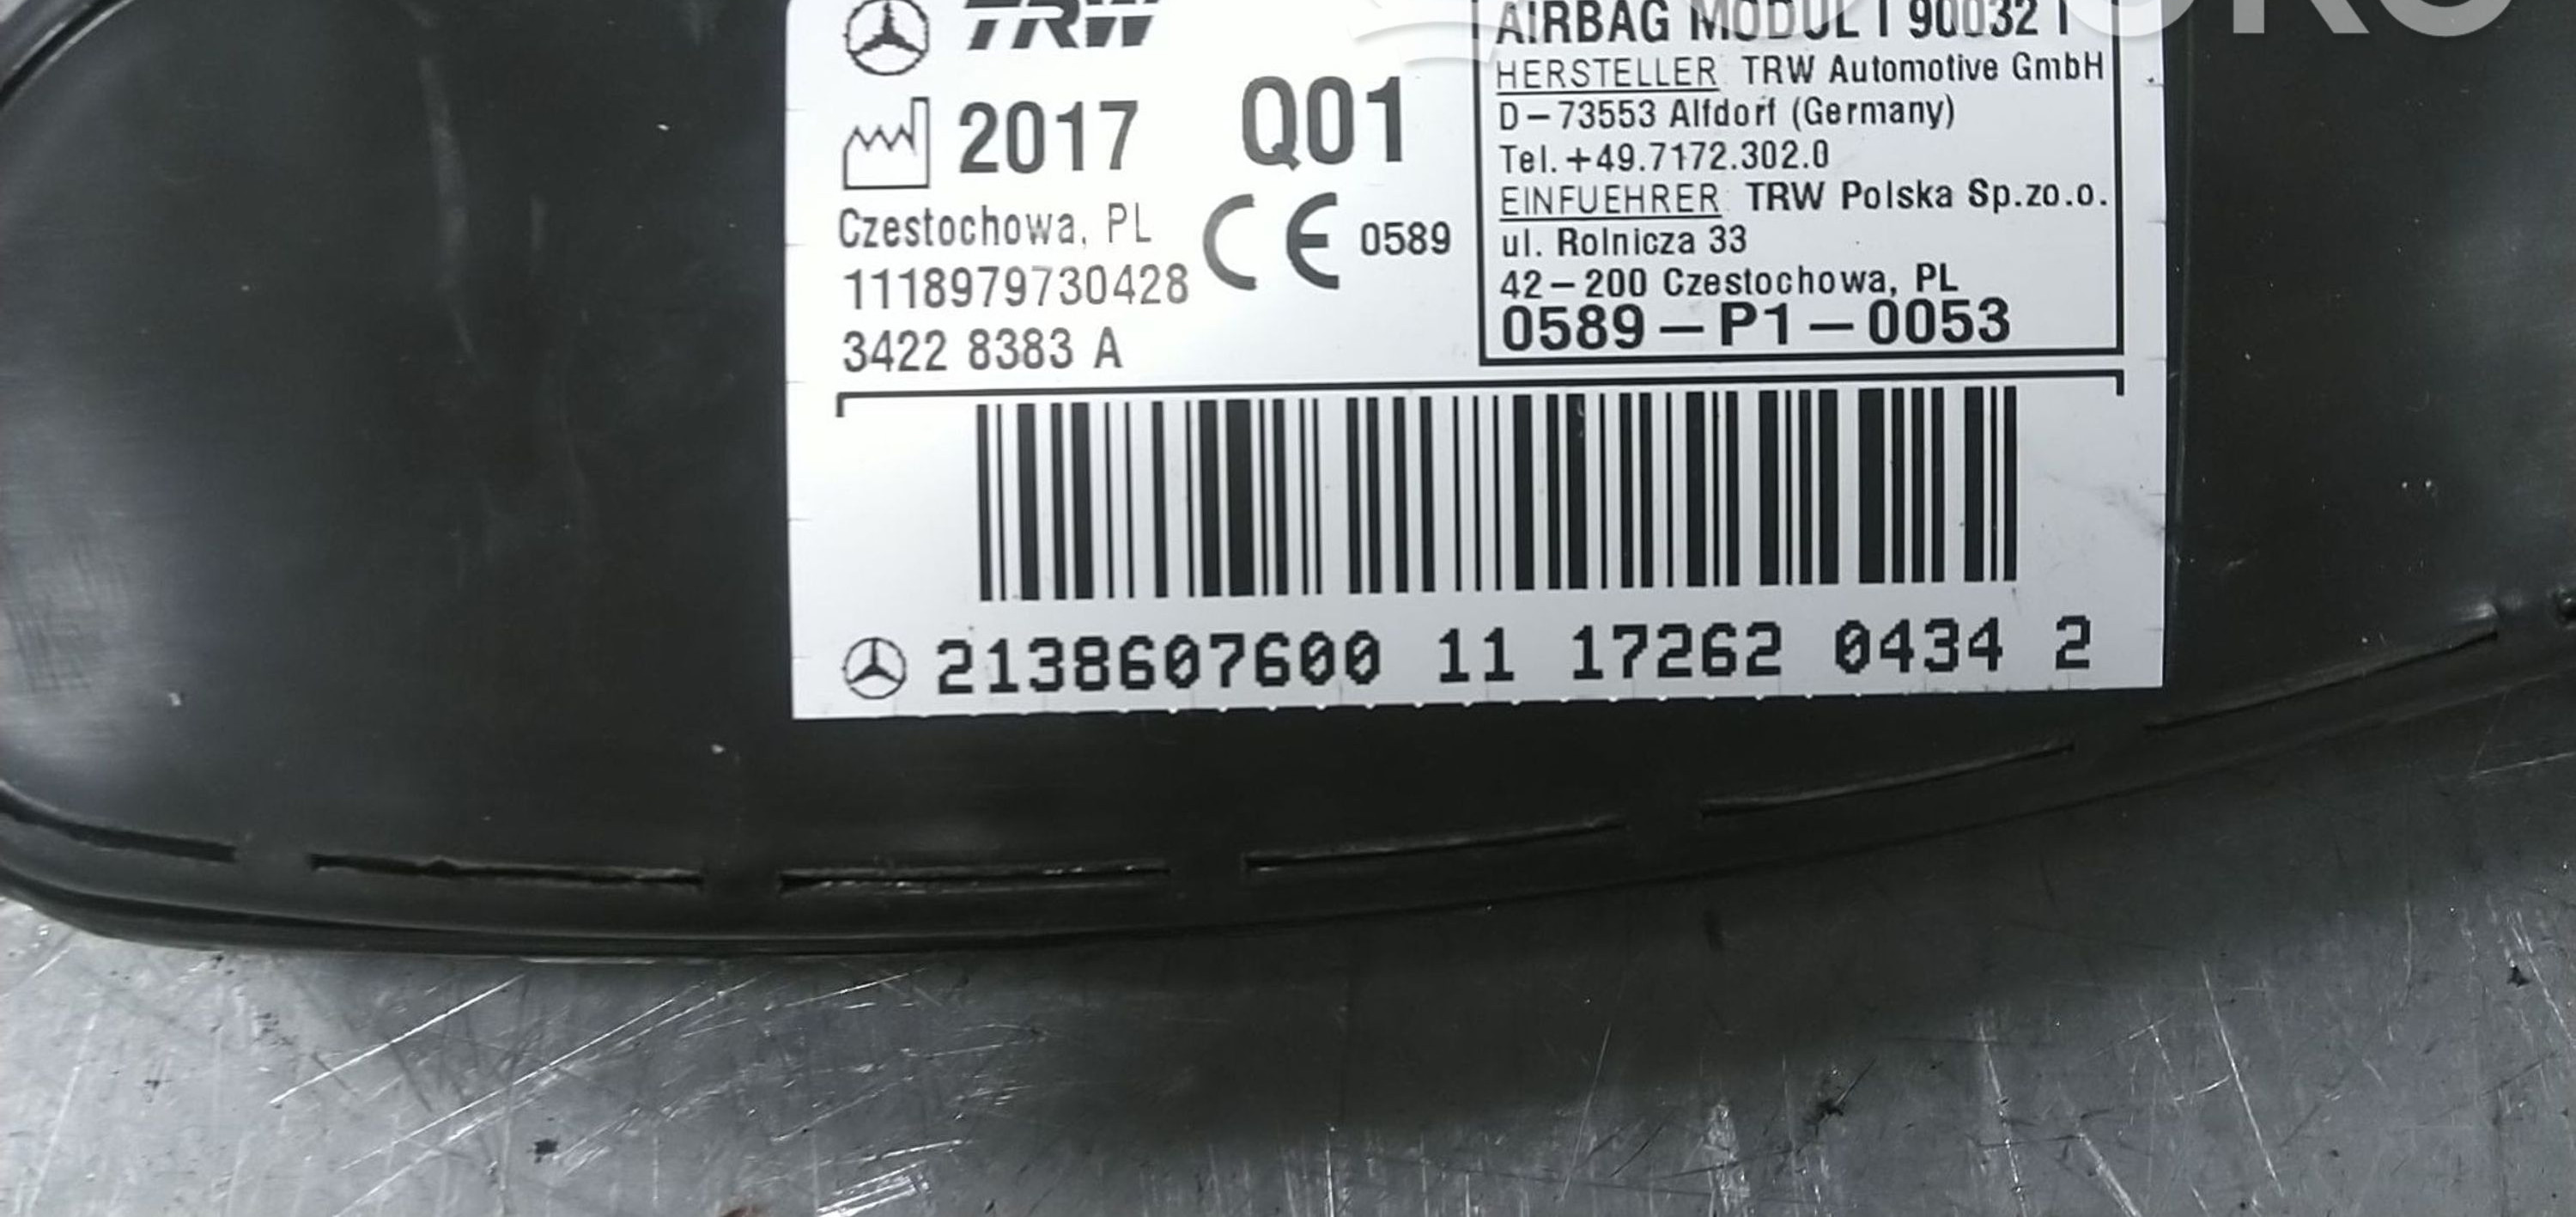 TRW
2017 Q01
Czestochowa, PL
CE 0589
1118979730428
3422 8383 A
AIRBAG MODUL I 90032 I
HERSTELLER: TRW Automotive GmbH
D-73553 Alfdorf (Germany)
Tel.+49.7172.302.0
EINFUEHRER: TRW Polska Sp.zo.o.
ul. Rolnicza 33
42-200 Czestochowa, PL
0589-P1-0053
2138607600 11 17262 0434 2